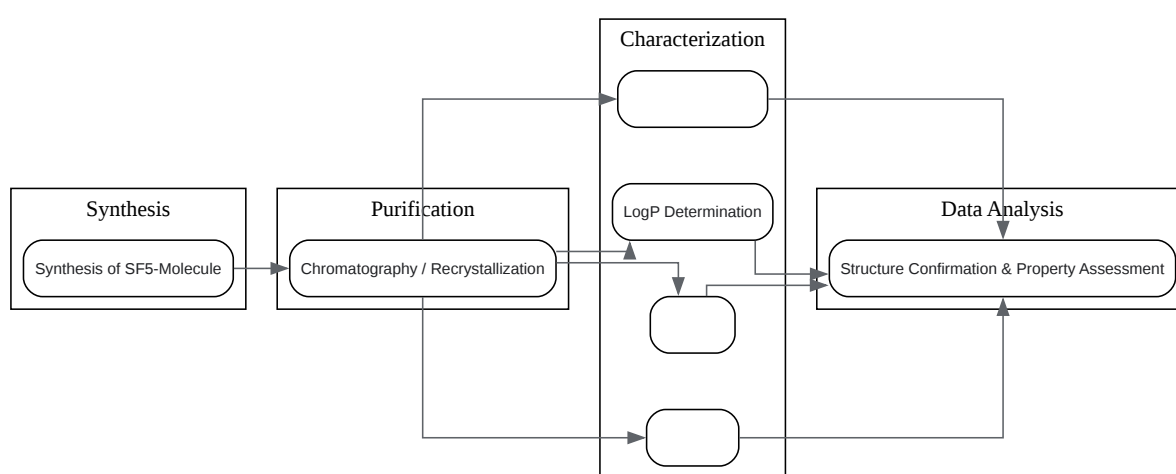 Characterization
Synthesis
Purification
LogP Determination
Data Analysis
Synthesis of SF5-Molecule
Chromatography / Recrystallization
Structure Confirmation & Property Assessment